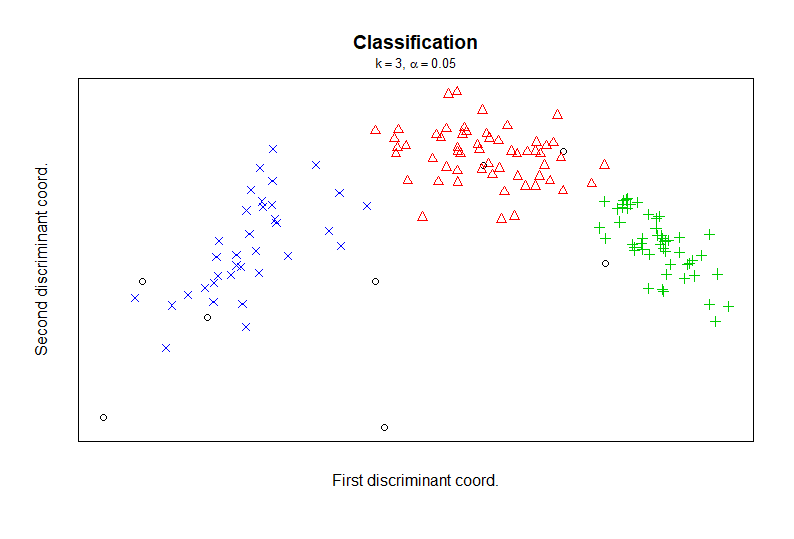 Classification
k = 3, α = 0.05
Second discriminant coord.
First discriminant coord.